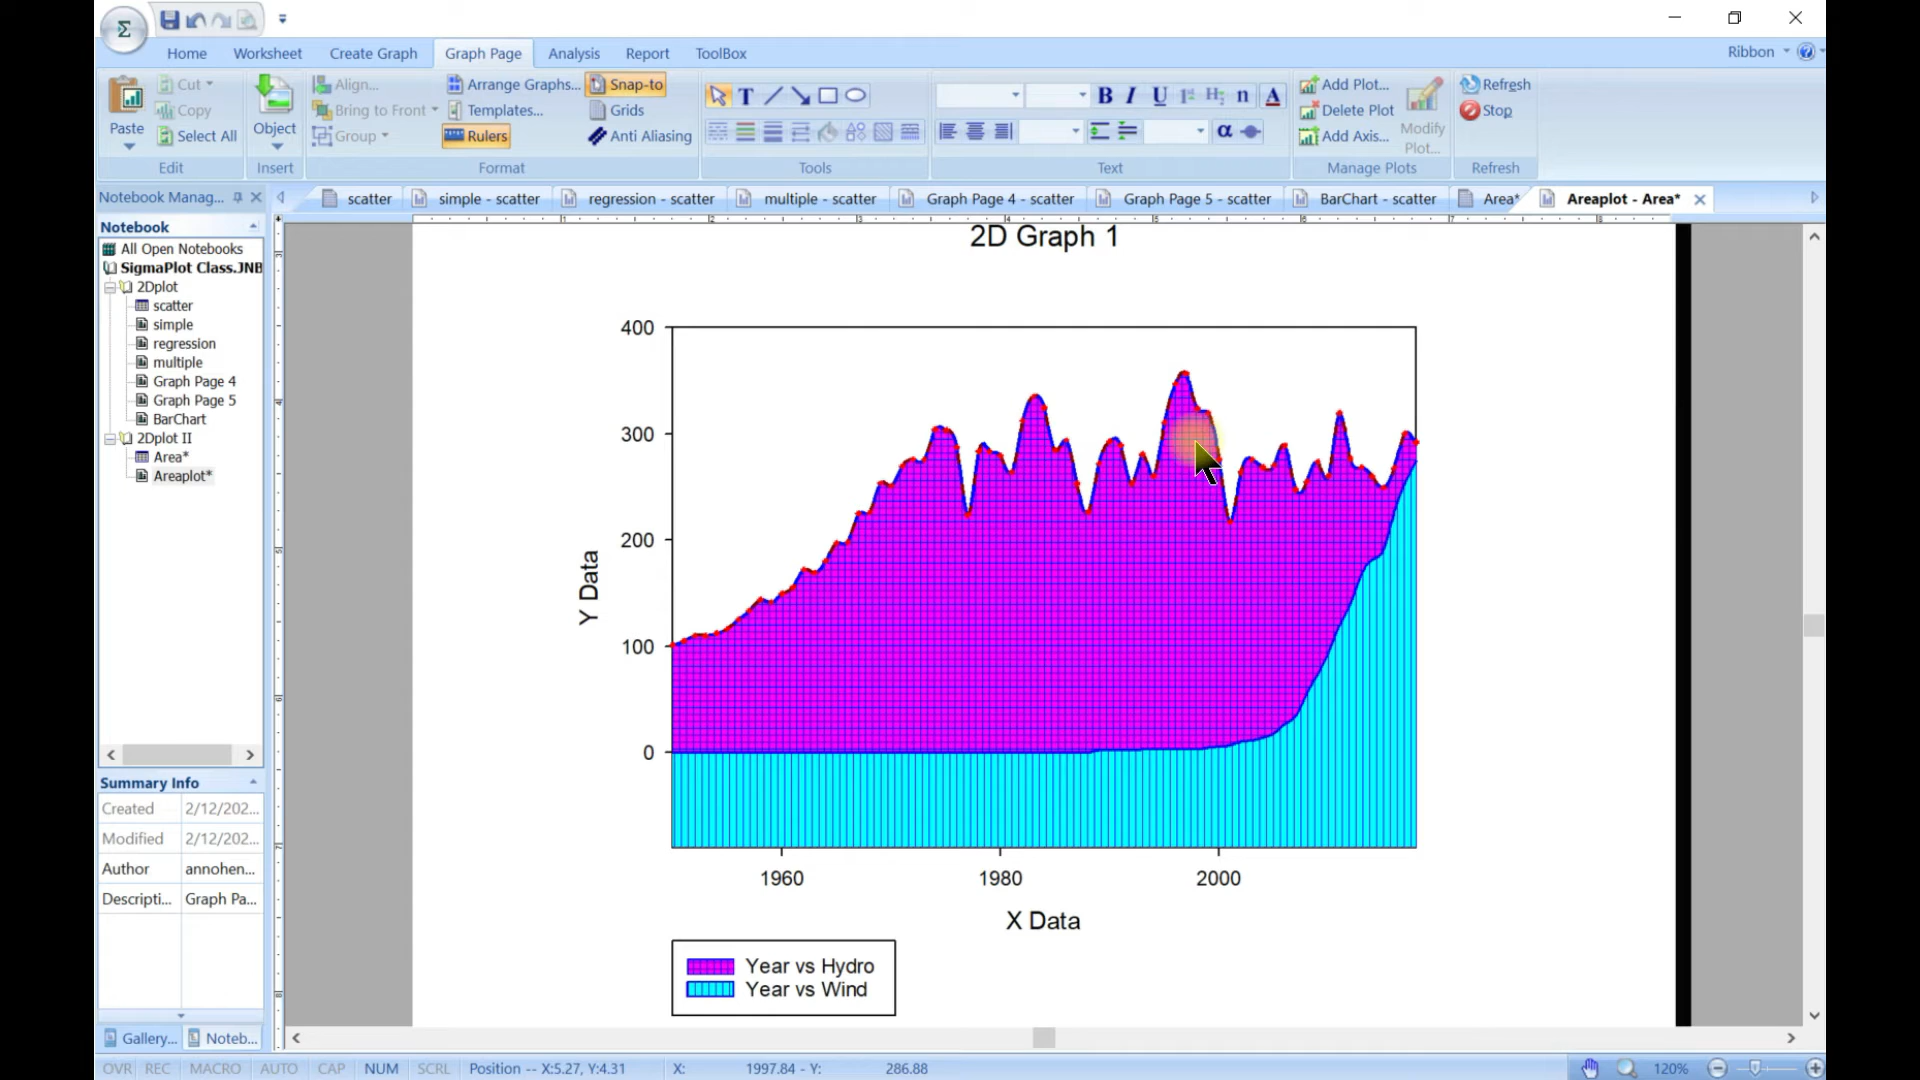 Σ
Home Worksheet Create Graph Graph Page Analysis Report ToolBox Ribbon
Paste
Cut
Copy
Select All
Edit
Object
Insert
Align...
Bring to Front
Group
Arrange Graphs...
Templates...
Rulers
Snap-to
Grids
Anti Aliasing
Format
T
Tools
B I U n A
α
Text
Add Plot...
Delete Plot
Add Axis...
Modify Plot...
Manage Plots
Refresh
Stop
Refresh
Notebook Manag...
scatter simple - scatter regression - scatter multiple - scatter Graph Page 4 - scatter Graph Page 5 - scatter BarChart - scatter Area* Areaplot - Area*
Notebook
All Open Notebooks
SigmaPlot Class.JNB
2Dplot
scatter
simple
regression
multiple
Graph Page 4
Graph Page 5
BarChart
2Dplot II
Area*
Areaplot*
Summary Info
Created 2/12/202...
Modified 2/12/202...
Author annohen...
Descripti... Graph Pa...
Gallery... Noteb...
2D Graph 1
400
300
200
100
0
Y Data
1960 1980 2000
X Data
Year vs Hydro
Year vs Wind
OVR REC MACRO AUTO CAP NUM SCRL Position -- X:5.27, Y:4.31 X: 1997.84 - Y: 286.88 120%